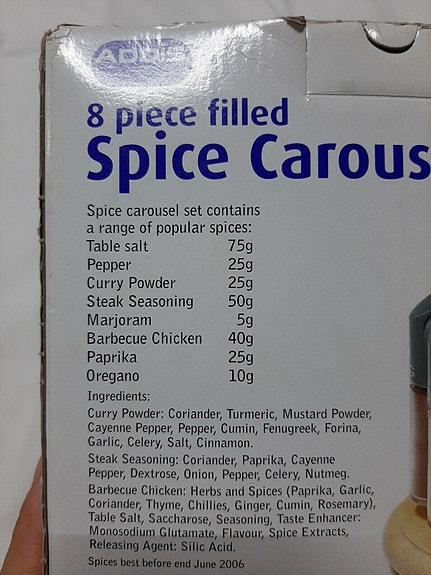 8 piece filled
Spice Carous
Spice carousel set contains
a range of popular spices:
Table salt 75g
Pepper 25g
Curry Powder 25g
Steak Seasoning 50g
Marjoram 5g
Barbecue Chicken 40g
Paprika 25g
Oregano 10g
Ingredients:
Curry Powder: Coriander, Turmeric, Mustard Powder,
Cayenne Pepper, Pepper, Cumin, Fenugreek, Forina,
Garlic, Celery, Salt, Cinnamon.
Steak Seasoning: Coriander, Paprika, Cayenne
Pepper, Dextrose, Onion, Pepper, Celery, Nutmeg.
Barbecue Chicken: Herbs and Spices (Paprika, Garlic,
Coriander, Thyme, Chillies, Ginger, Cumin, Rosemary),
Table Salt, Saccharose, Seasoning, Taste Enhancer:
Monosodium Glutamate, Flavour, Spice Extracts,
Releasing Agent: Silic Acid.
Spices best before end June 2006